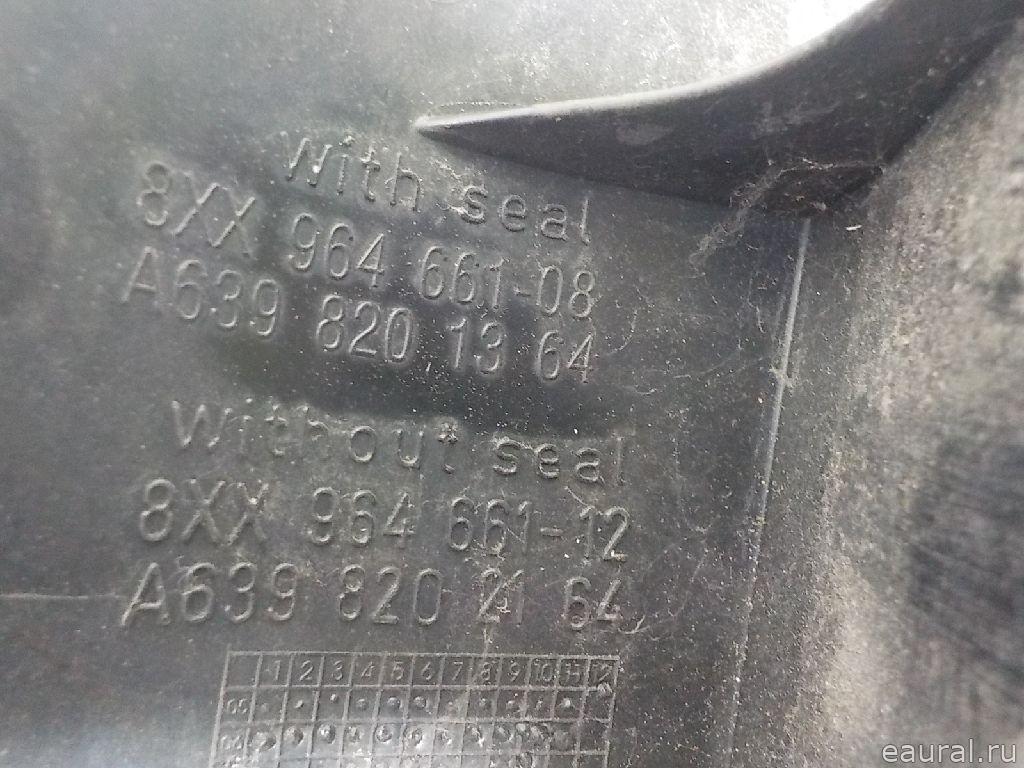 with seal
8XX 964 661-08
A639 820 13 64
without seal
8XX 964 661-12
A639 820 21 64
1 2 3 4 5 6 7 8 9 10 11 12
05
eaural.ru